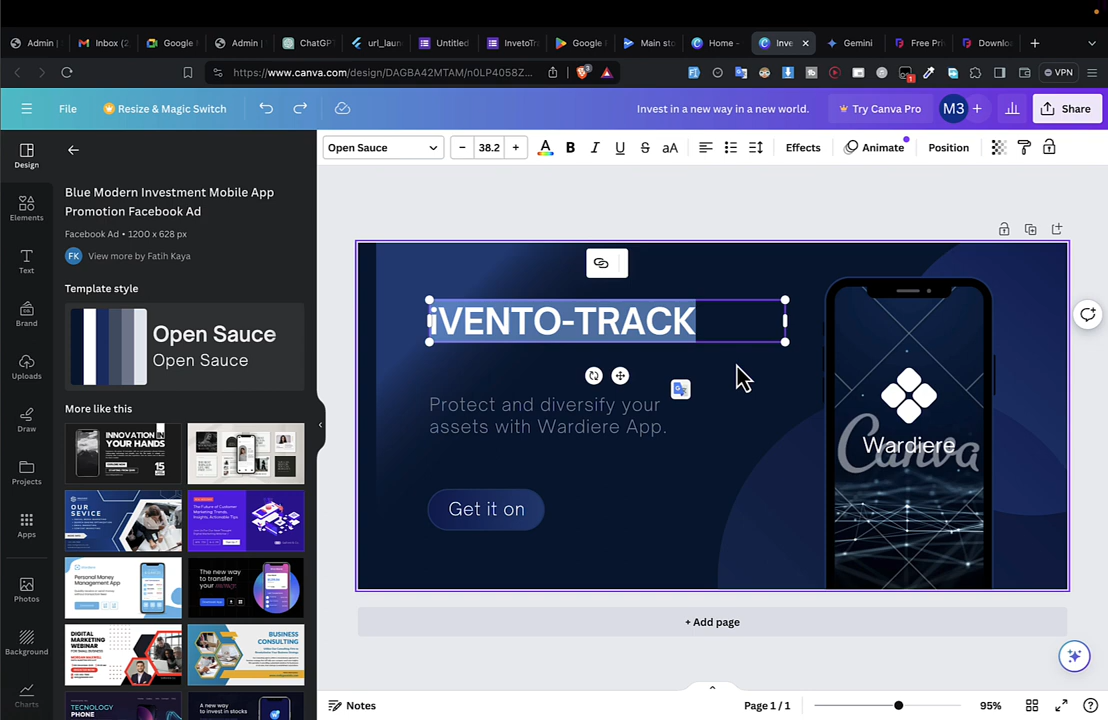 Admin |
Inbox (2,
Google
Admin |
ChatGP
url_laun
Untitled
InvetoTr
Google
Main sto
Home -
Inve
Gemini
Free Pri
Downlo
https://www.canva.com/design/DAGBA42MTAM/n0LP4058Z...
VPN
File
Resize & Magic Switch
Invest in a new way in a new world.
Try Canva Pro
M3
Share
Design
Elements
Text
Brand
Uploads
Draw
Projects
Apps
Photos
Background
Charts
Blue Modern Investment Mobile App
Promotion Facebook Ad
Facebook Ad • 1200 x 628 px
FK
View more by Fatih Kaya
Template style
Open Sauce
Open Sauce
More like this
INNOVATION IN
YOUR HANDS
15
OUR
SEVICE
Personal Money
Management App
The new way
to transfer
your
DIGITAL
MARKETING
WEBINAR
BUSINESS
CONSULTING
TECNOLOGY
PHONE
A new way
to invest in stocks
Open Sauce
38.2
A
B
I
U
S
aA
Effects
Animate
Position
iVENTO-TRACK
Protect and diversify your
assets with Wardiere App.
Get it on
Wardiere
Canva
+ Add page
Notes
Page 1 / 1
95%